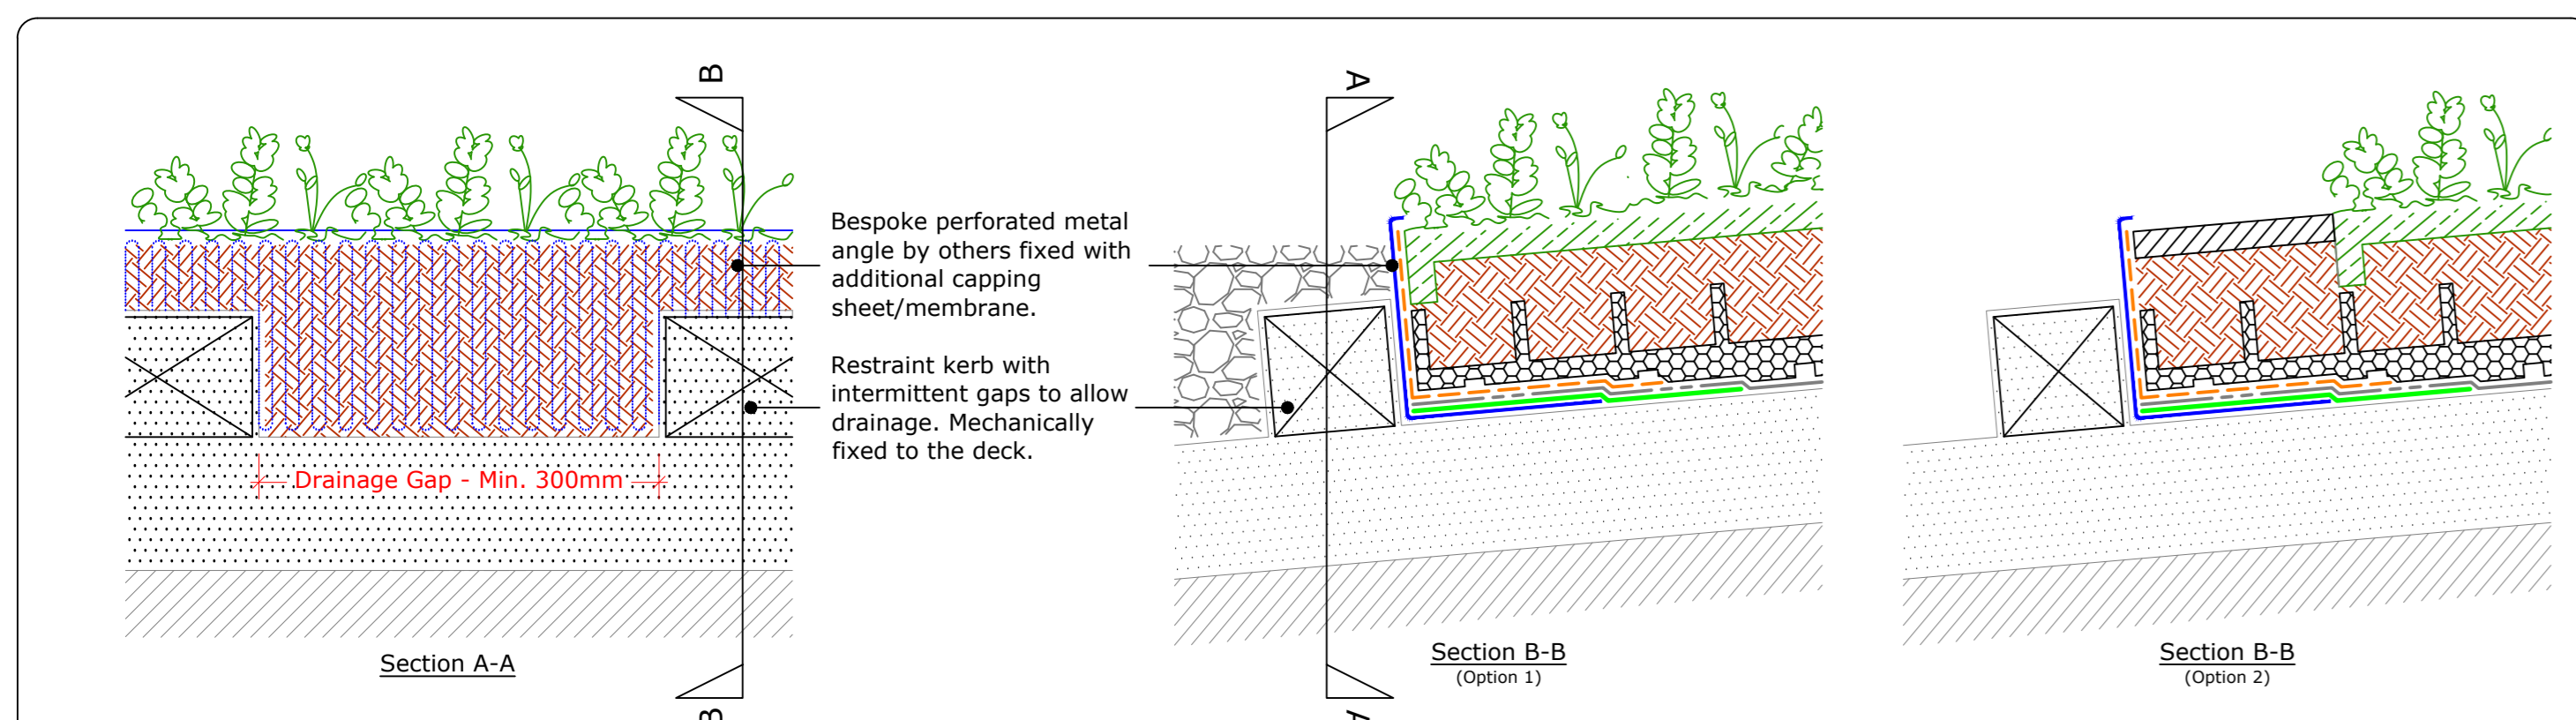 B
A
Bespoke perforated metal
angle by others fixed with
additional capping
sheet/membrane.
Restraint kerb with
intermittent gaps to allow
drainage. Mechanically
fixed to the deck.
Drainage Gap - Min. 300mm
Section A-A
Section B-B
(Option 1)
Section B-B
(Option 2)
B
A